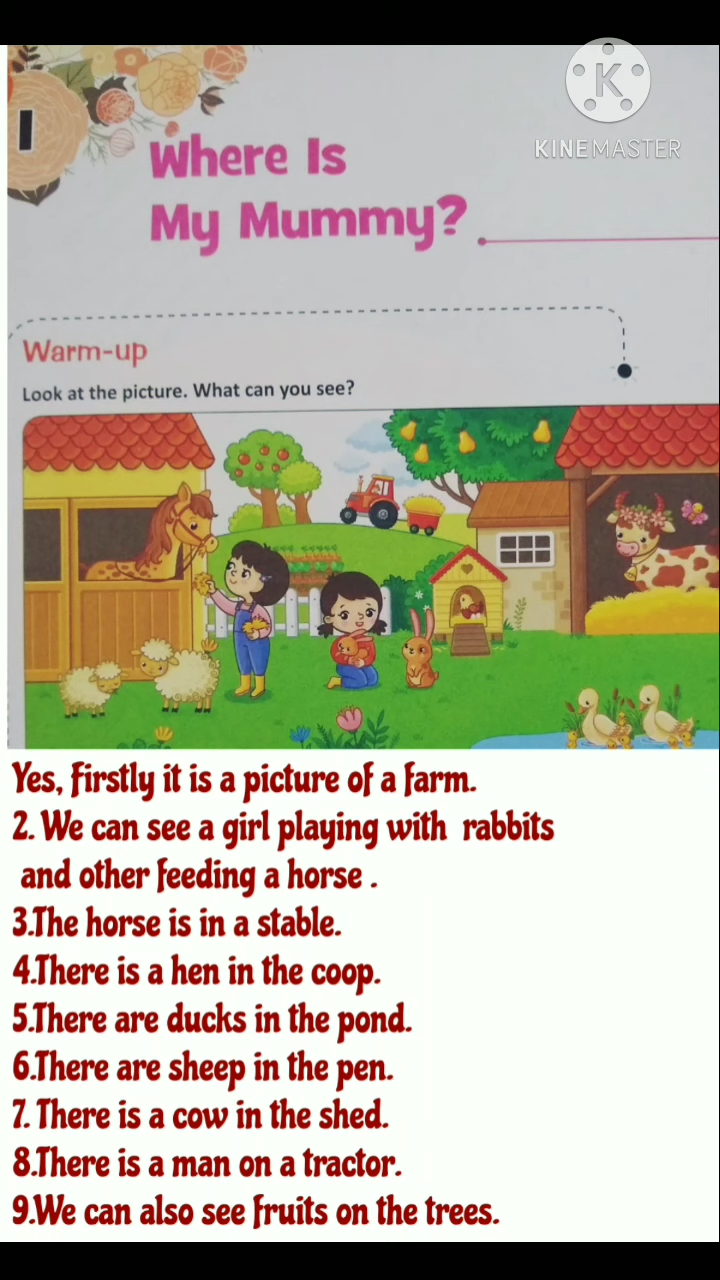 1
K
KINEMASTER
Where Is
My Mummy?
Warm-up
Look at the picture. What can you see?
Yes, firstly it is a picture of a farm.
2. We can see a girl playing with rabbits
and other feeding a horse .
3.The horse is in a stable.
4.There is a hen in the coop.
5.There are ducks in the pond.
6.There are sheep in the pen.
7. There is a cow in the shed.
8.There is a man on a tractor.
9.We can also see fruits on the trees.